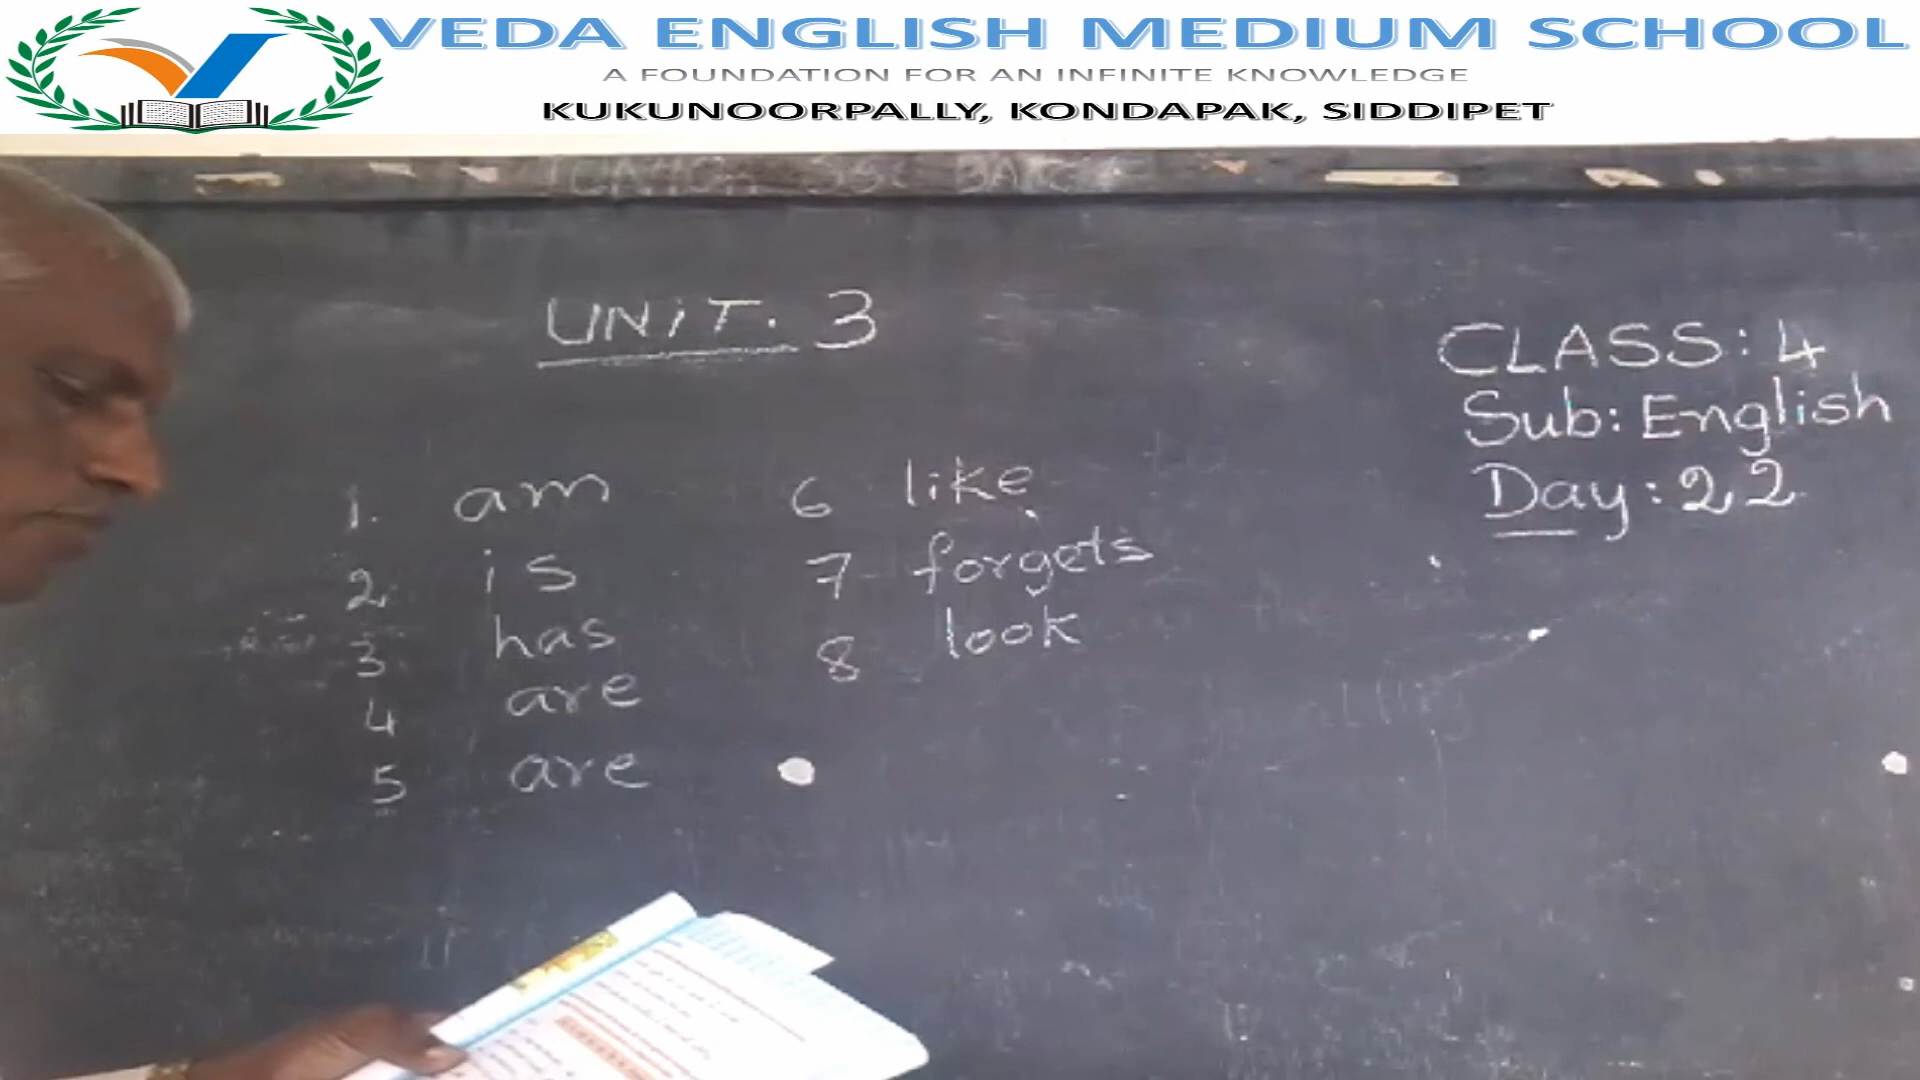 VEDA ENGLISH MEDIUM SCHOOL
A FOUNDATION FOR AN INFINITE KNOWLEDGE
KUKUNOORPALLY, KONDAPAK, SIDDIPET
UNiT. 3
CLASS: 4
Sub: English
Day: 22
1. am
2 is
3 has
4 are
5 are
6 like
7 forgets
8 look